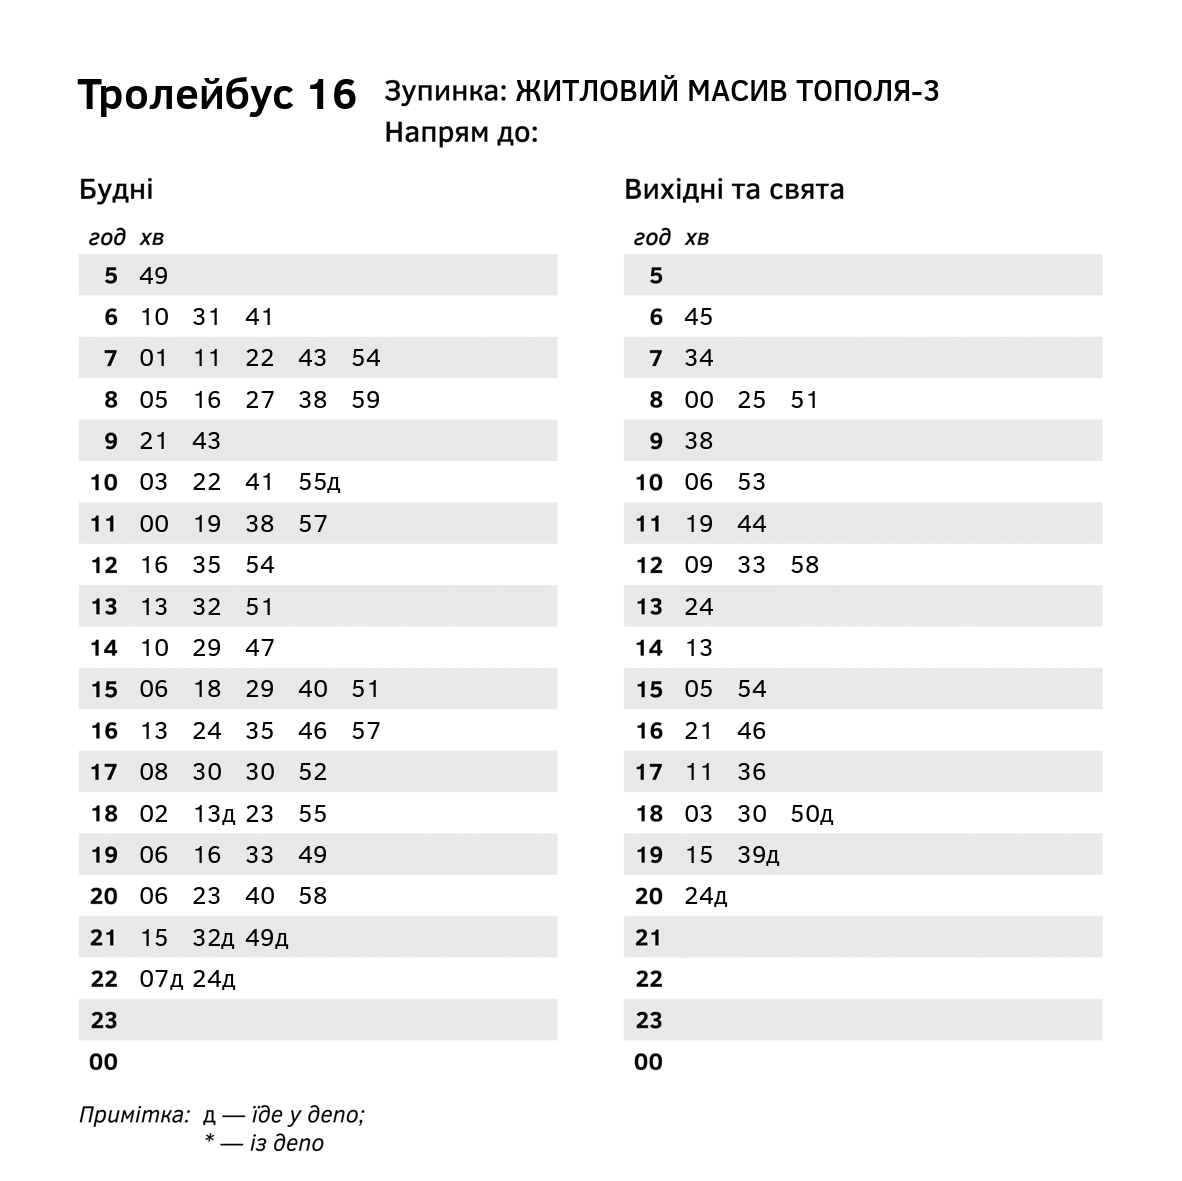 Тролейбус 16
Зупинка: ЖИТЛОВИЙ МАСИВ ТОПОЛЯ-3
Напрям до:
Будні
год хв
5 49
6 10 31 41
7 01 11 22 43 54
8 05 16 27 38 59
9 21 43
10 03 22 41 55д
11 00 19 38 57
12 16 35 54
13 13 32 51
14 10 29 47
15 06 18 29 40 51
16 13 24 35 46 57
17 08 30 30 52
18 02 13д 23 55
19 06 16 33 49
20 06 23 40 58
21 15 32д 49д
22 07д 24д
23
00
Вихідні та свята
год хв
5
6 45
7 34
8 00 25 51
9 38
10 06 53
11 19 44
12 09 33 58
13 24
14 13
15 05 54
16 21 46
17 11 36
18 03 30 50д
19 15 39д
20 24д
21
22
23
00
Примітка: д — їде у депо;
* — із депо